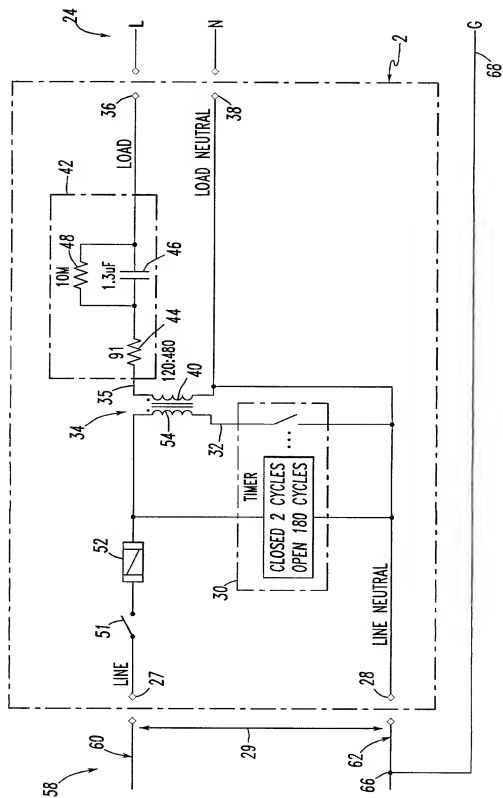 24
L
N
G
68
2
36
38
LOAD
LOAD NEUTRAL
42
48
10M
46
1.3uF
44
91
35
120:480
34
40
54
32
TIMER
CLOSED 2 CYCLES
OPEN 180 CYCLES
30
52
51
LINE
27
LINE NEUTRAL
28
29
58
60
62
66